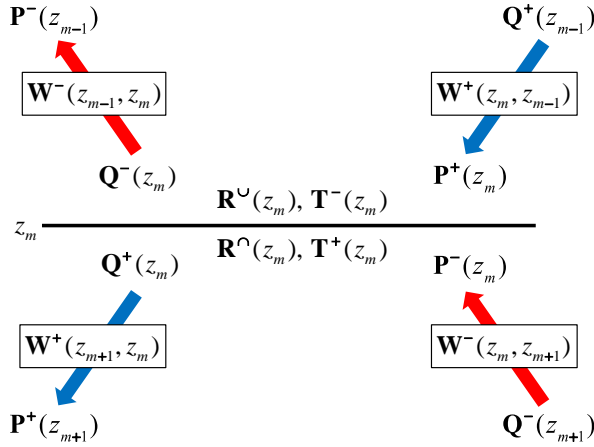 P⁻(zₘ₋₁) Q⁺(zₘ₋₁)
W⁻(zₘ₋₁, zₘ) W⁺(zₘ, zₘ₋₁)
Q⁻(zₘ) P⁺(zₘ)
R^∪(zₘ), T⁻(zₘ)
zₘ
R^∩(zₘ), T⁺(zₘ)
Q⁺(zₘ) P⁻(zₘ)
W⁺(zₘ₊₁, zₘ) W⁻(zₘ, zₘ₊₁)
P⁺(zₘ₊₁) Q⁻(zₘ₊₁)